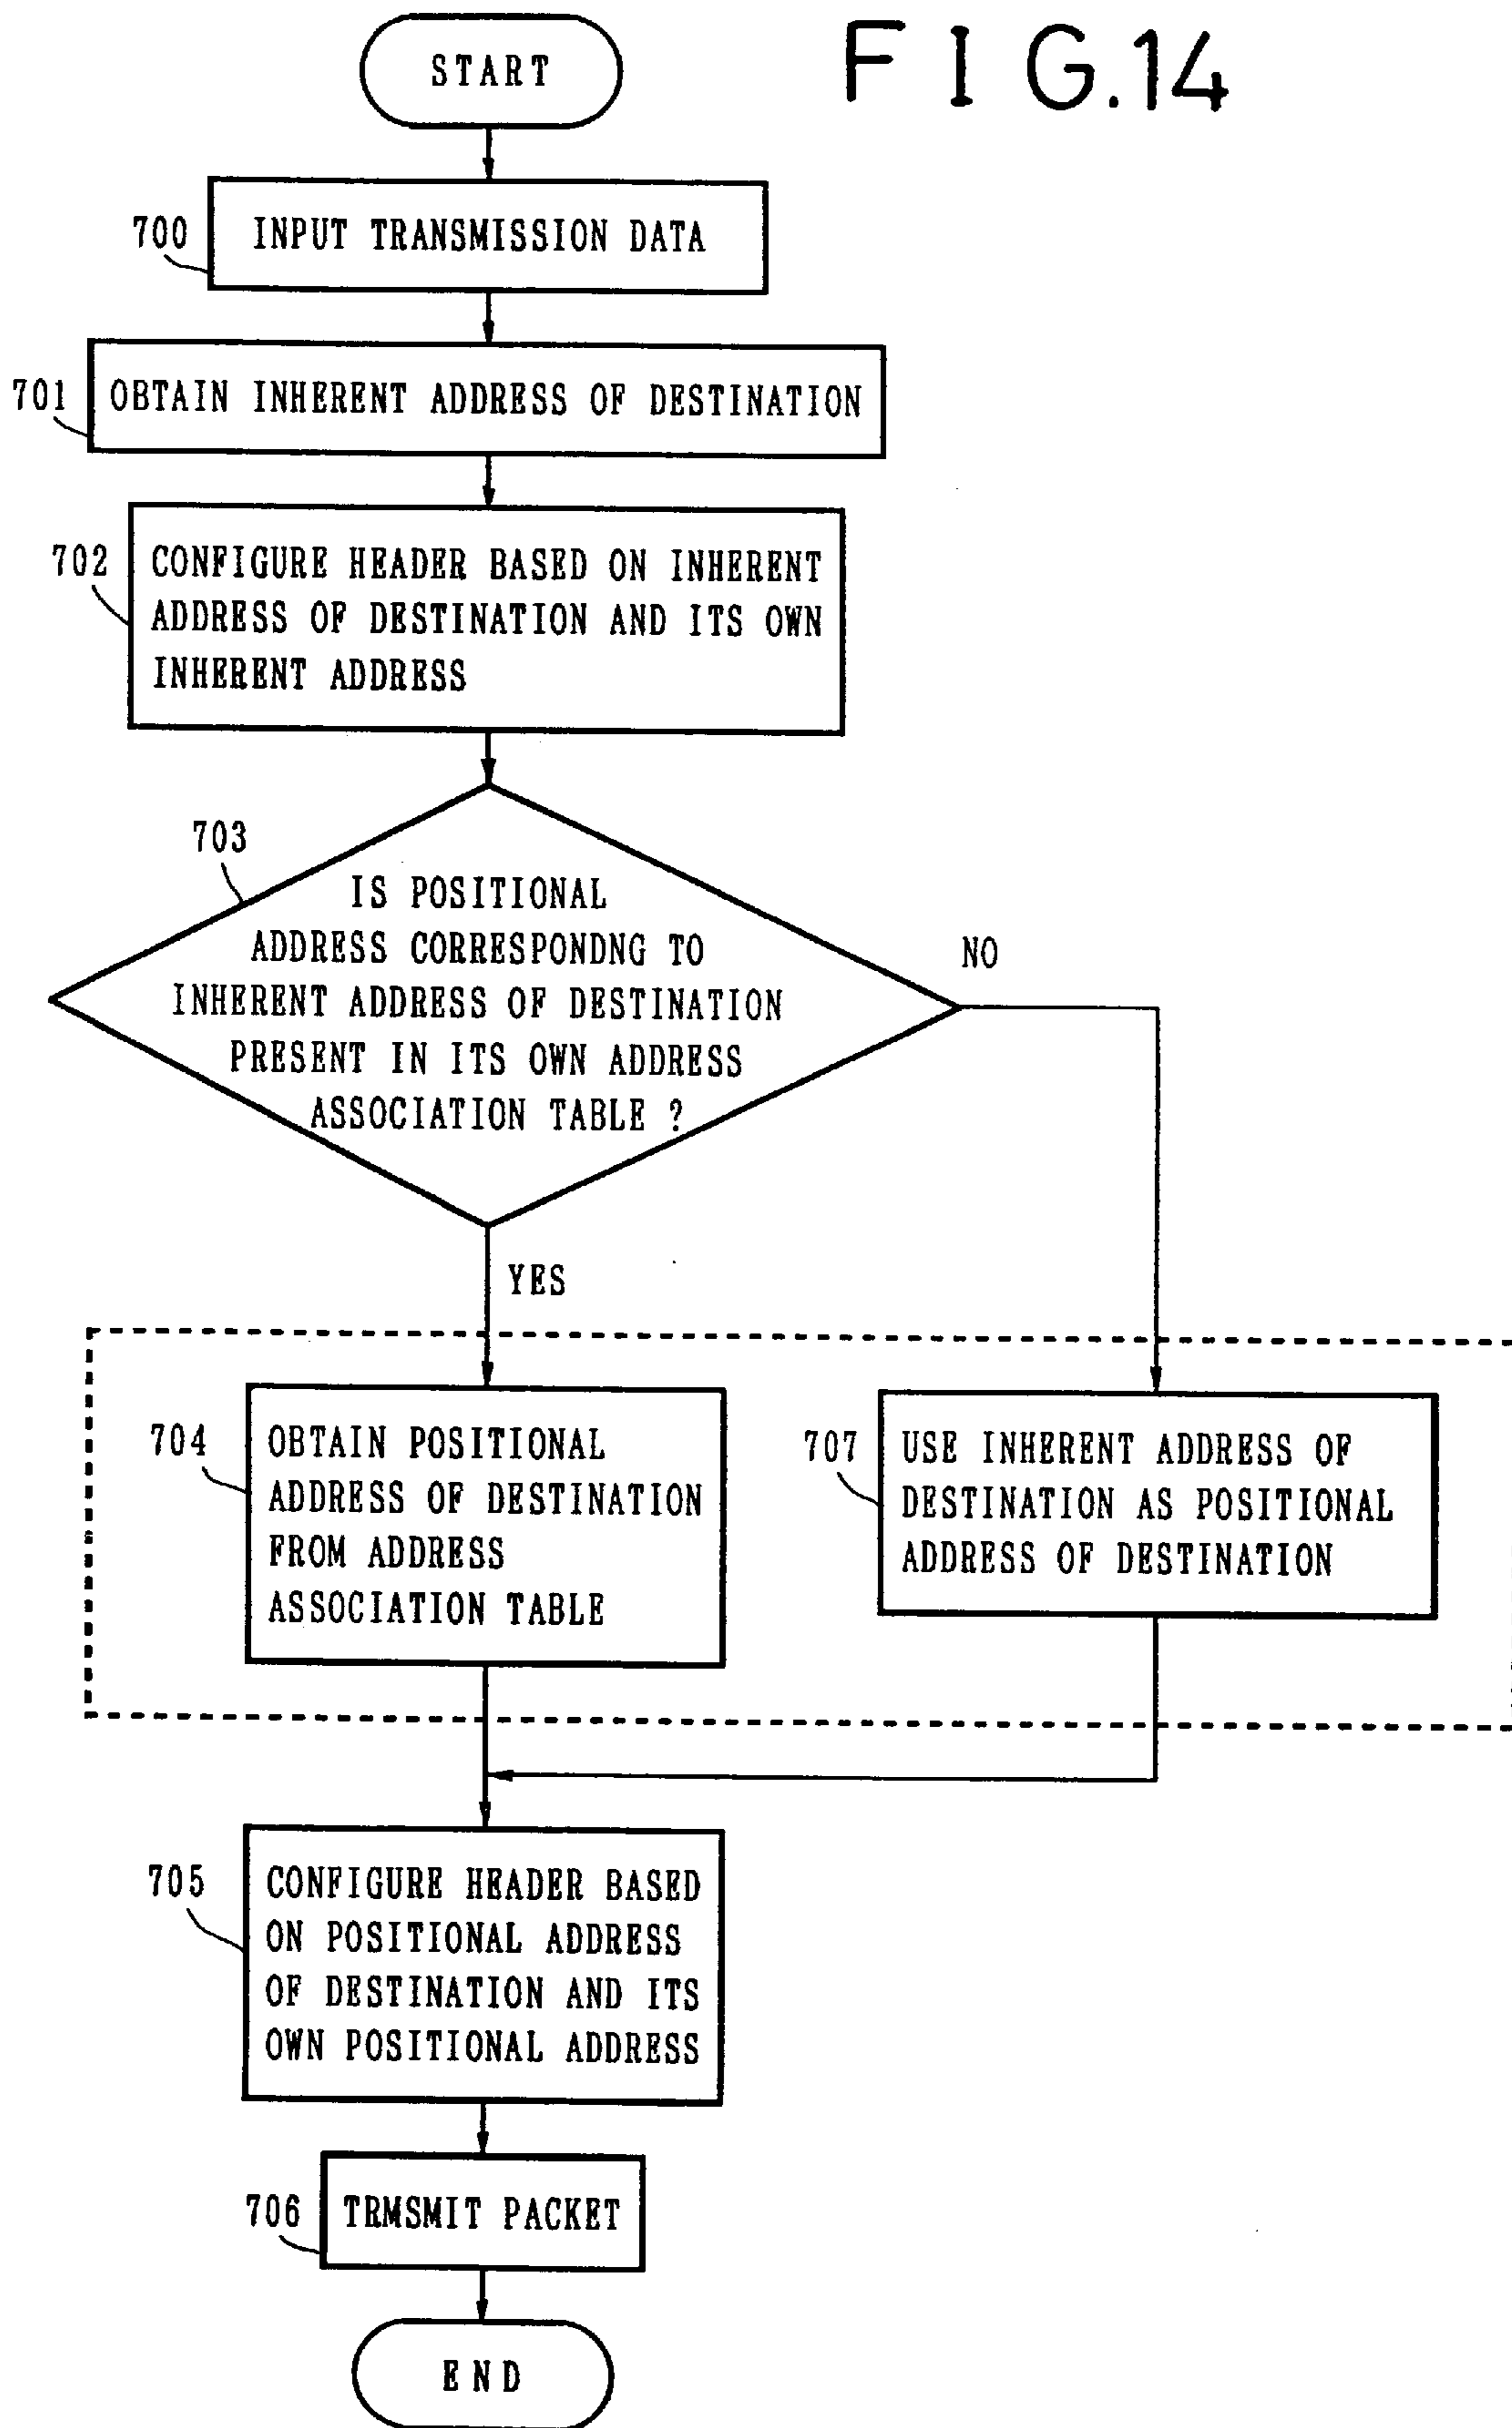 F I G.14
START
700
INPUT TRANSMISSION DATA
701
OBTAIN INHERENT ADDRESS OF DESTINATION
702
CONFIGURE HEADER BASED ON INHERENT
ADDRESS OF DESTINATION AND ITS OWN
INHERENT ADDRESS
703
IS POSITIONAL
ADDRESS CORRESPONDNG TO
INHERENT ADDRESS OF DESTINATION
PRESENT IN ITS OWN ADDRESS
ASSOCIATION TABLE ?
NO
YES
704
OBTAIN POSITIONAL
ADDRESS OF DESTINATION
FROM ADDRESS
ASSOCIATION TABLE
707
USE INHERENT ADDRESS OF
DESTINATION AS POSITIONAL
ADDRESS OF DESTINATION
705
CONFIGURE HEADER BASED
ON POSITIONAL ADDRESS
OF DESTINATION AND ITS
OWN POSITIONAL ADDRESS
706
TRMSMIT PACKET
END